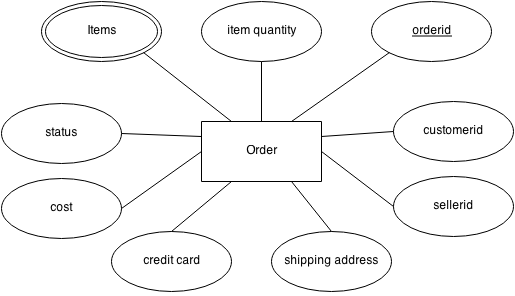 Items
item quantity
orderid
status
customerid
Order
cost
sellerid
credit card
shipping address